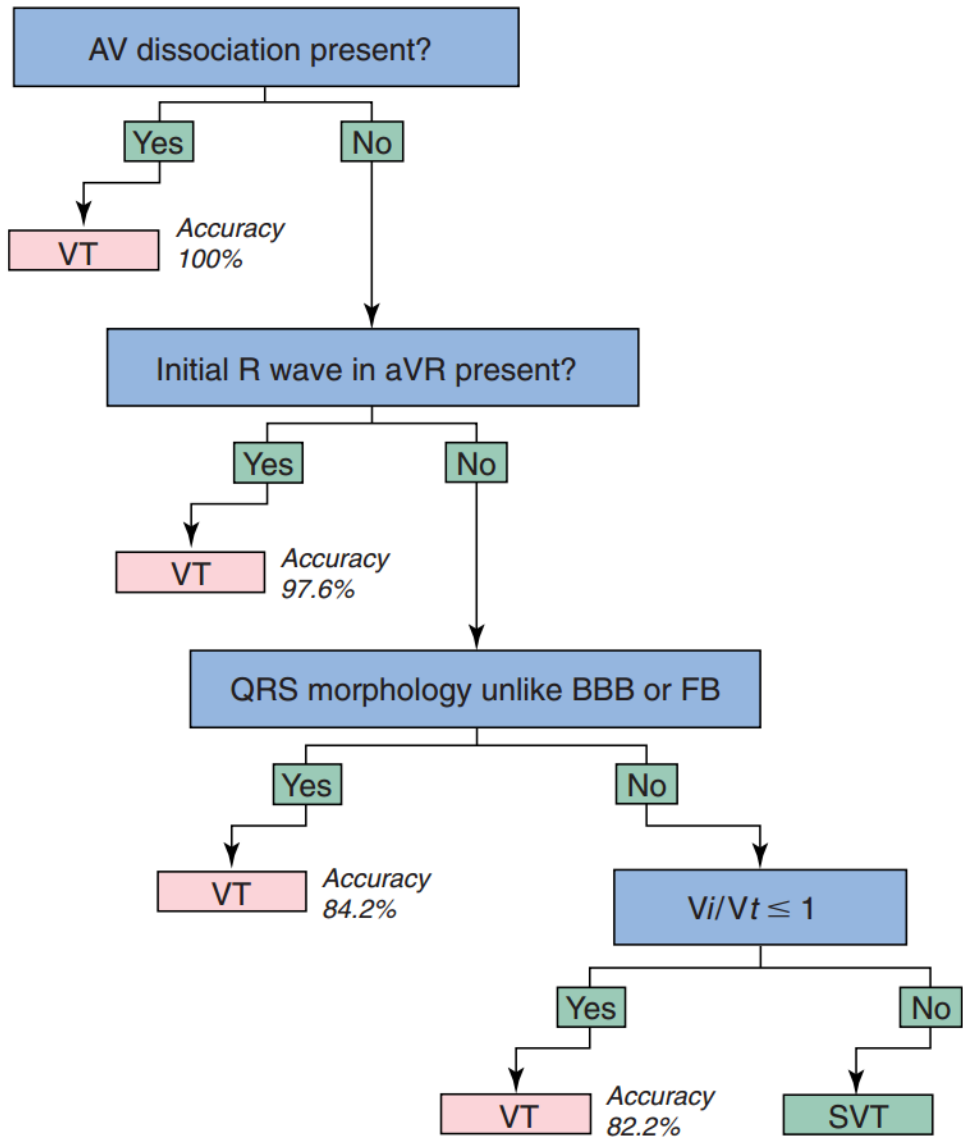 AV dissociation present?
Yes
No
VT
Accuracy
100%
Initial R wave in aVR present?
Yes
No
VT
Accuracy
97.6%
QRS morphology unlike BBB or FB
Yes
No
VT
Accuracy
84.2%
Vi/Vt ≤ 1
Yes
No
VT
Accuracy
82.2%
SVT